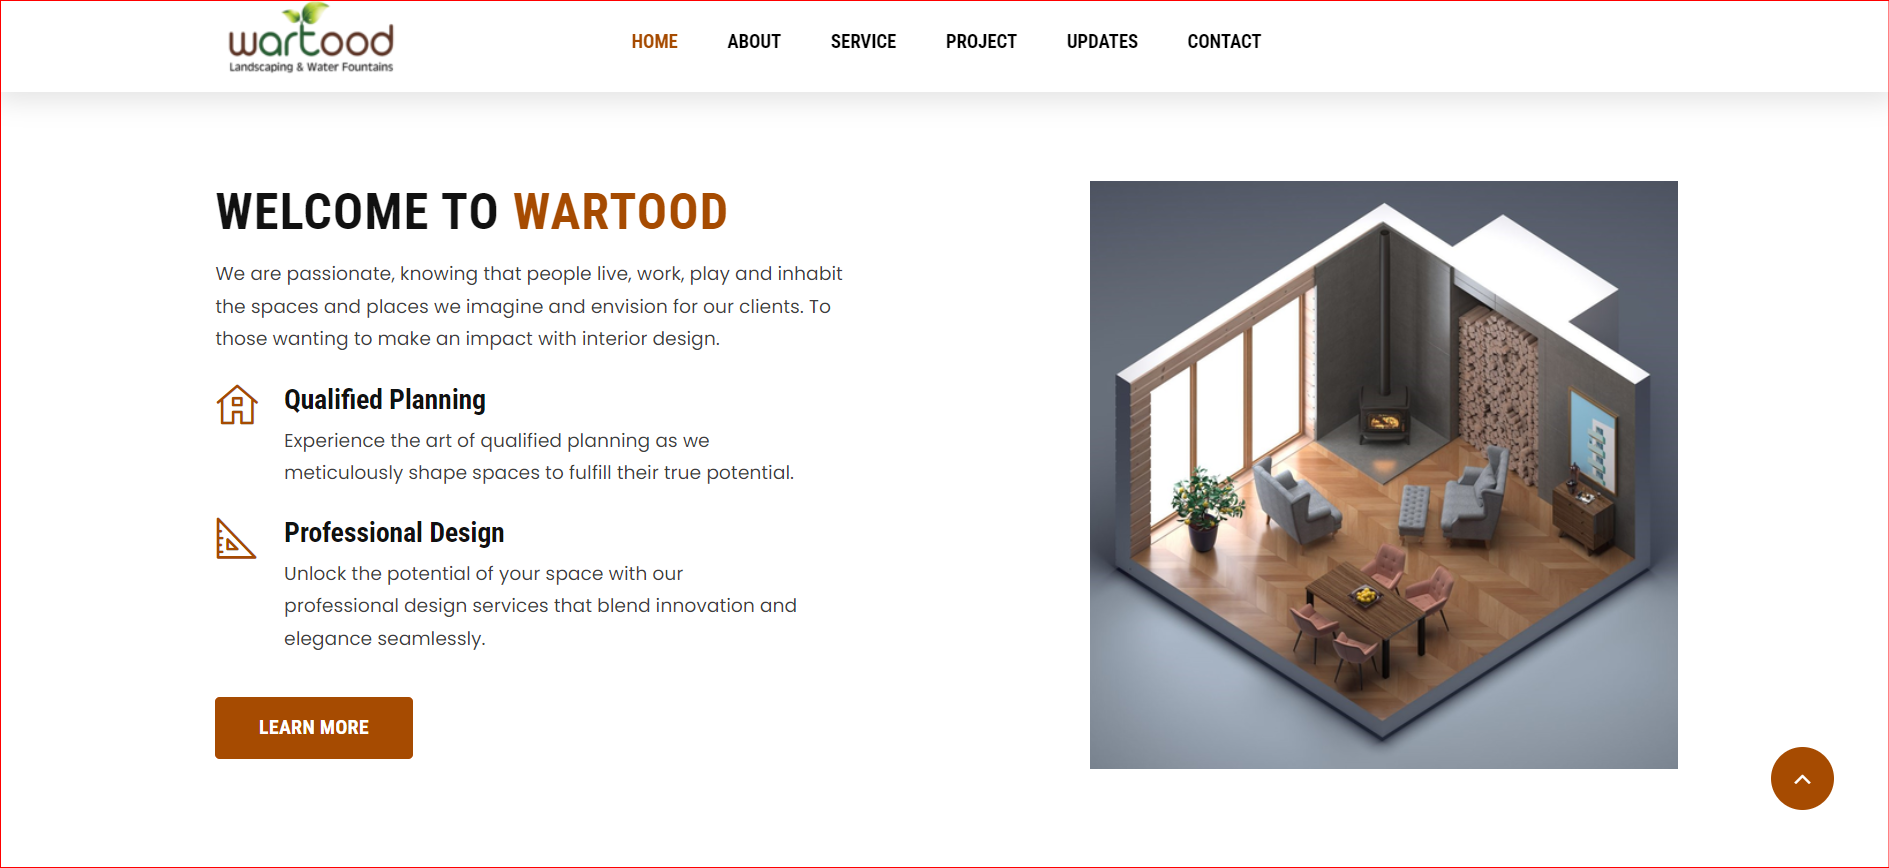 wartood
Landscaping & Water Fountains
HOME ABOUT SERVICE PROJECT UPDATES CONTACT
WELCOME TO WARTOOD
We are passionate, knowing that people live, work, play and inhabit
the spaces and places we imagine and envision for our clients. To
those wanting to make an impact with interior design.
Qualified Planning
Experience the art of qualified planning as we
meticulously shape spaces to fulfill their true potential.
Professional Design
Unlock the potential of your space with our
professional design services that blend innovation and
elegance seamlessly.
LEARN MORE